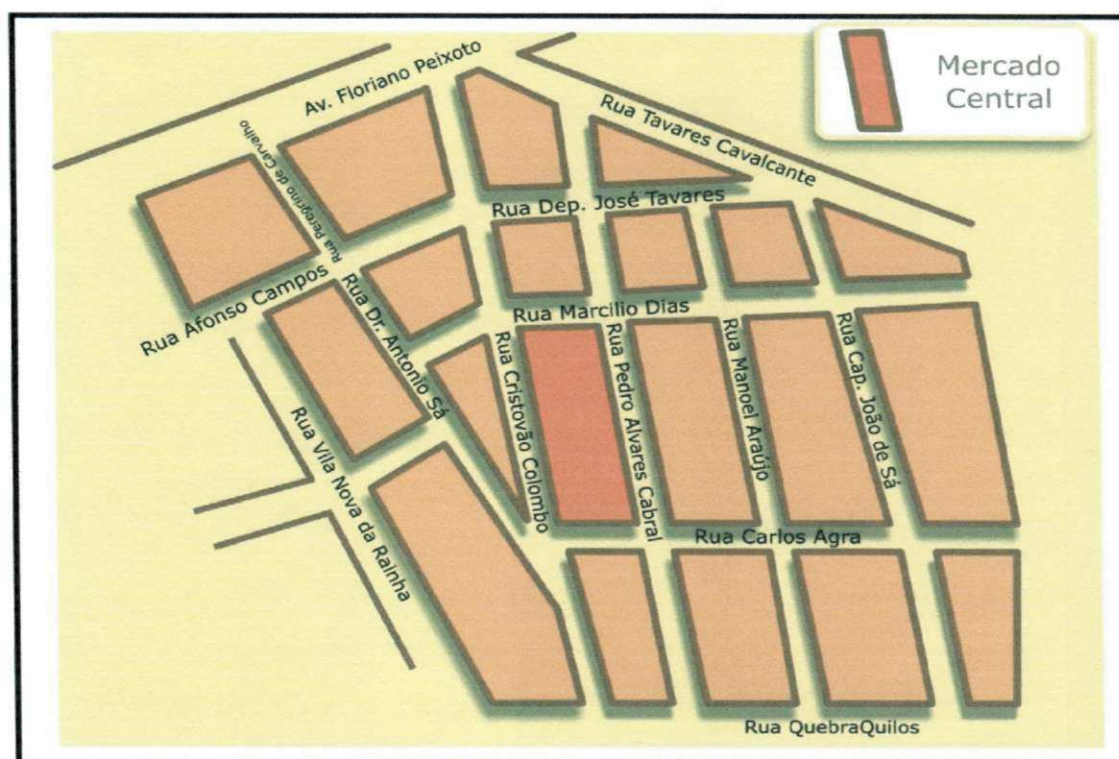 Mercado
Central
Av. Floriano Peixoto
Rua Tavares Cavalcante
Rua Peregrino de Carvalho
Rua Dep. José Tavares
Rua Afonso Campos
Rua Dr. Antonio Sá
Rua Marcilio Dias
Rua Cristovão Colombo
Rua Pedro Alvares Cabral
Rua Manoel Araújo
Rua Cap. João de Sá
Rua Vila Nova da Rainha
Rua Carlos Agra
Rua QuebraQuilos